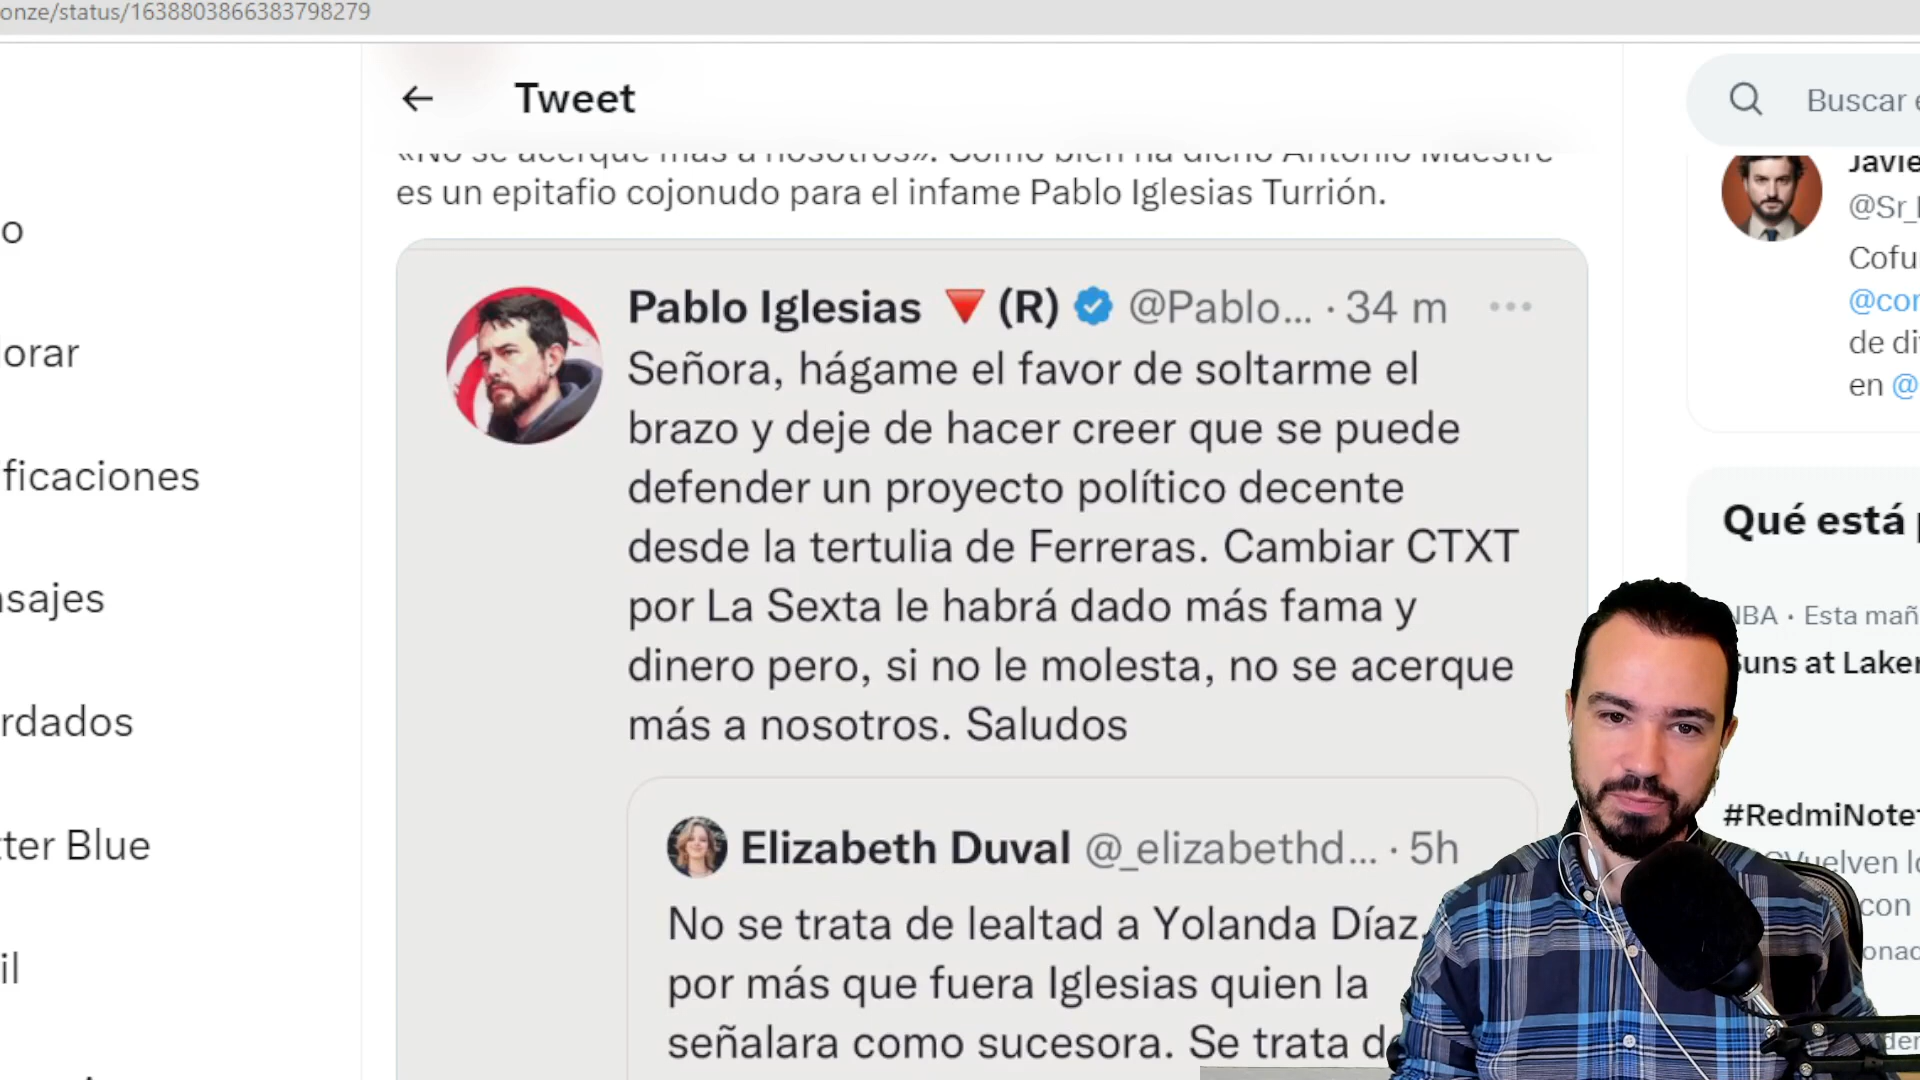 onze/status/1638803866383798279
Tweet
Buscar e
«No se acerque más a nosotros». Como bien ha dicho Antonio Maestre
es un epitafio cojonudo para el infame Pablo Iglesias Turrión.
Pablo Iglesias 🔻 (R) @Pablo... · 34 m
Señora, hágame el favor de soltarme el
brazo y deje de hacer creer que se puede
defender un proyecto político decente
desde la tertulia de Ferreras. Cambiar CTXT
por La Sexta le habrá dado más fama y
dinero pero, si no le molesta, no se acerque
más a nosotros. Saludos
Elizabeth Duval @_elizabethd... · 5h
No se trata de lealtad a Yolanda Díaz,
por más que fuera Iglesias quien la
señalara como sucesora. Se trata d
o
orar
ficaciones
sajes
rdados
ter Blue
il
Javie
@Sr_
Cofu
@cor
de di
en @
Qué está p
NBA · Esta mañ
Suns at Laker
#RedmiNote
Vuelven l
con
onad